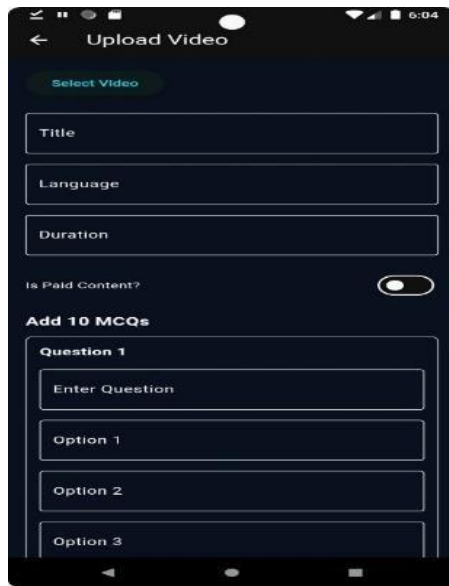 6:04
Upload Video
Select Video
Title
Language
Duration
Is Paid Content?
Add 10 MCQs
Question 1
Enter Question
Option 1
Option 2
Option 3